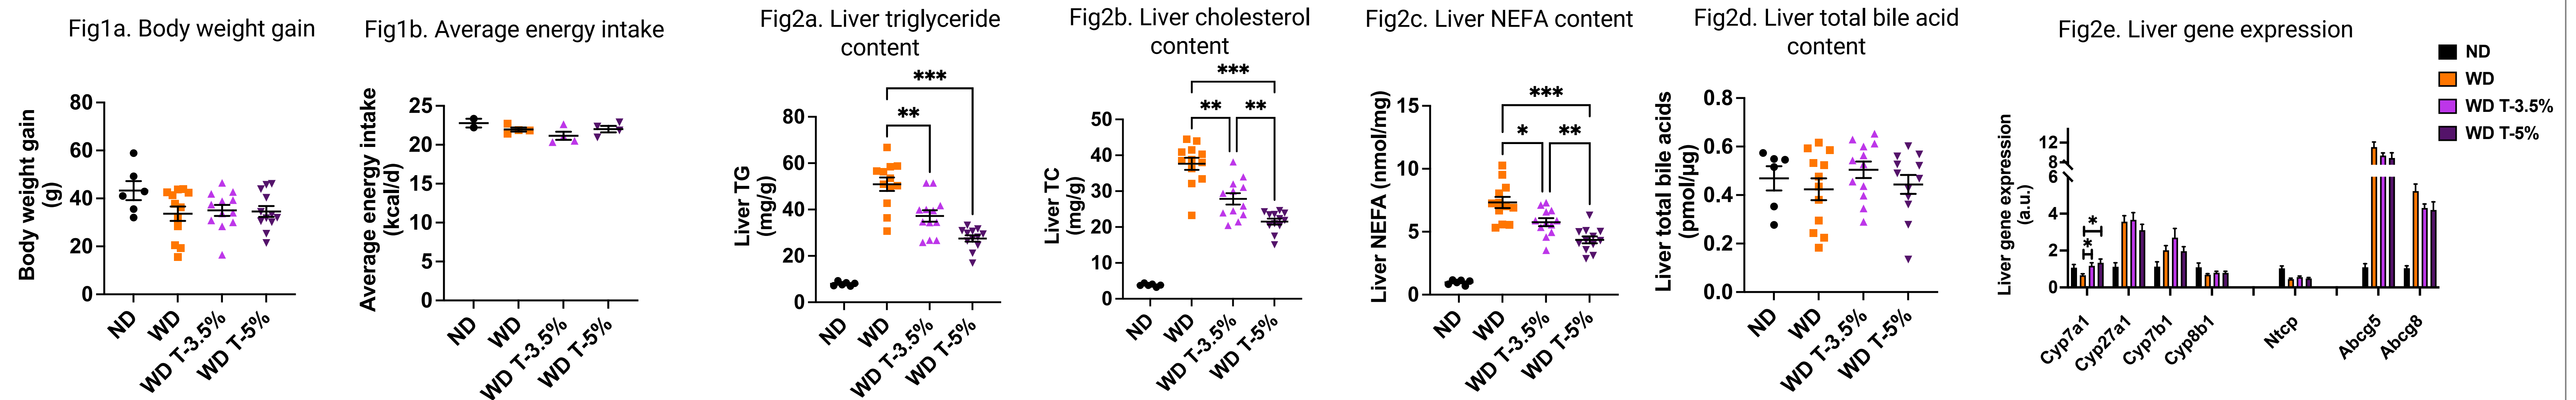 Fig1a. Body weight gain
80
60
40
20
0
Body weight gain
(g)
ND
WD
WD T-3.5%
WD T-5%
Fig1b. Average energy intake
25
20
15
10
5
0
Average energy intake
(kcal/d)
ND
WD
WD T-3.5%
WD T-5%
Fig2a. Liver triglyceride
content
***
**
80
60
40
20
0
Liver TG
(mg/g)
ND
WD
WD T-3.5%
WD T-5%
Fig2b. Liver cholesterol
content
***
** **
50
40
30
20
10
0
Liver TC
(mg/g)
ND
WD
WD T-3.5%
WD T-5%
Fig2c. Liver NEFA content
***
* **
15
10
5
0
Liver NEFA (nmol/mg)
ND
WD
WD T-3.5%
WD T-5%
Fig2d. Liver total bile acid
content
0.8
0.6
0.4
0.2
0.0
Liver total bile acids
(pmol/µg)
ND
WD
WD T-3.5%
WD T-5%
Fig2e. Liver gene expression
12
8
6
4
2
0
Liver gene expression
(a.u.)
*
*
Cyp7a1
Cyp27a1
Cyp7b1
Cyp8b1
Ntcp
Abcg5
Abcg8
ND
WD
WD T-3.5%
WD T-5%